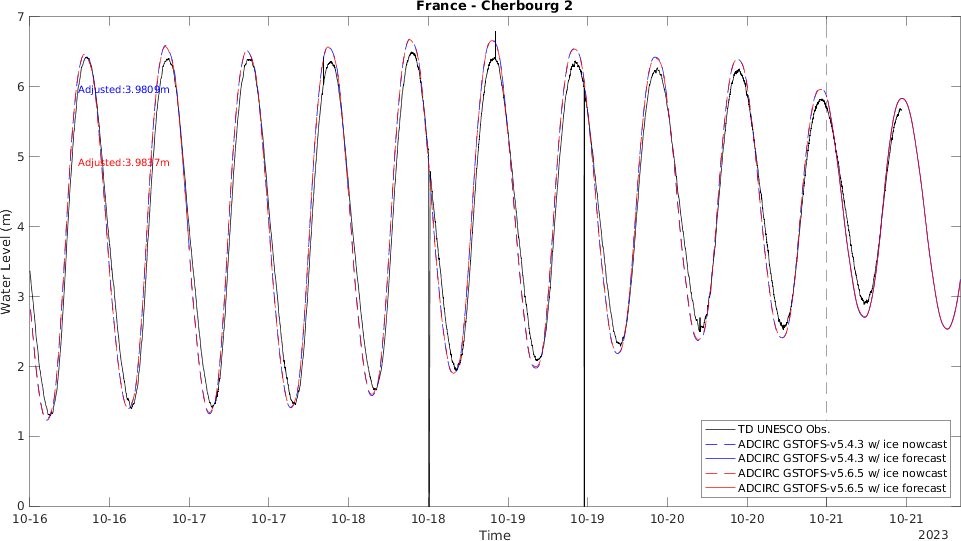 France - Cherbourg 2
7
6
5
4
3
2
1
0
Water Level (m)
Adjusted:3.9809m
Adjusted:3.9837m
TD UNESCO Obs.
ADCIRC GSTOFS-v5.4.3 w/ ice nowcast
ADCIRC GSTOFS-v5.4.3 w/ ice forecast
ADCIRC GSTOFS-v5.6.5 w/ ice nowcast
ADCIRC GSTOFS-v5.6.5 w/ ice forecast
10-16 10-16 10-17 10-17 10-18 10-18 10-19 10-19 10-20 10-20 10-21 10-21
Time
2023